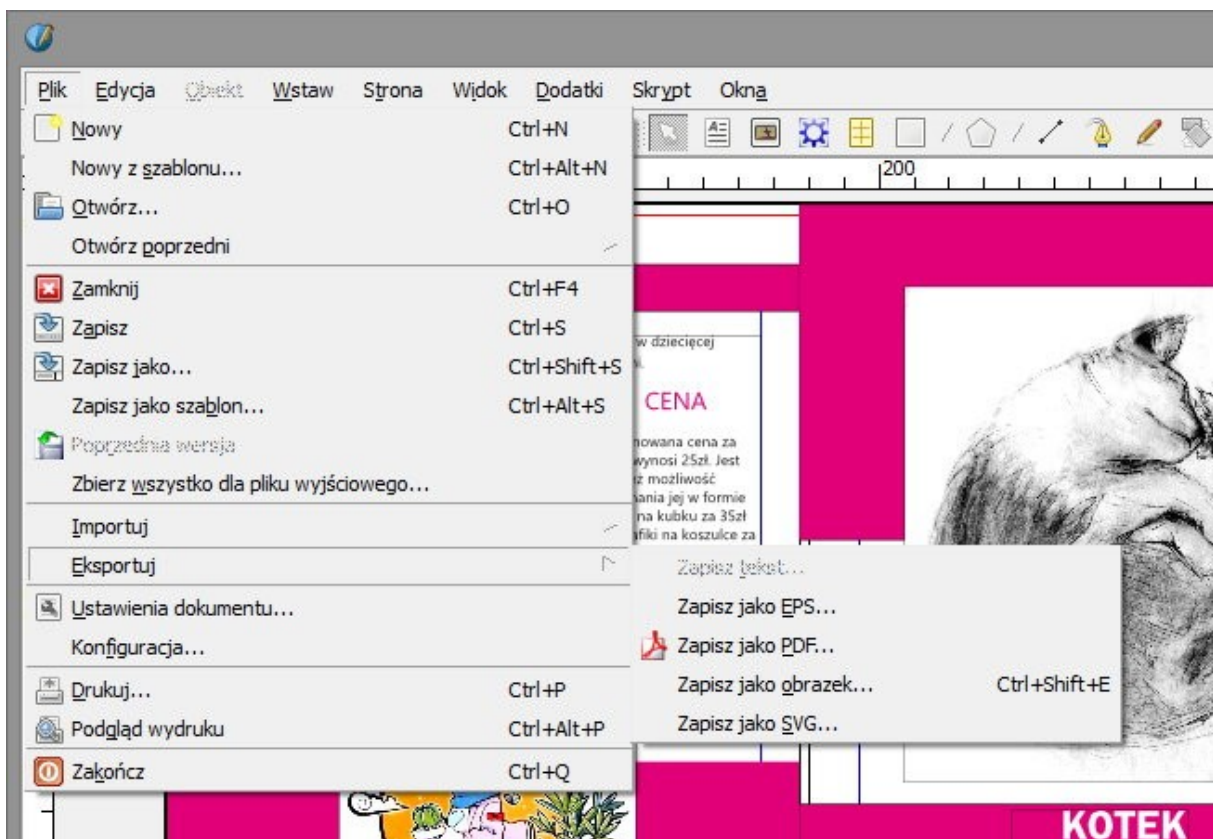 Plik Edycja Obiekt Wstaw Strona Widok Dodatki Skrypt Okna
Nowy Ctrl+N
Nowy z szablonu... Ctrl+Alt+N
Otwórz... Ctrl+O
Otwórz poprzedni
Zamknij Ctrl+F4
Zapisz Ctrl+S
Zapisz jako... Ctrl+Shift+S
Zapisz jako szablon... Ctrl+Alt+S
Poprzednia wersja
Zbierz wszystko dla pliku wyjściowego...
Importuj
Eksportuj
Ustawienia dokumentu...
Konfiguracja...
Drukuj... Ctrl+P
Podgląd wydruku Ctrl+Alt+P
Zakończ Ctrl+Q
Zapisz tekst...
Zapisz jako EPS...
Zapisz jako PDF...
Zapisz jako obrazek... Ctrl+Shift+E
Zapisz jako SVG...
200
w dziecięcej
CENA
nowana cena za
wynosi 25zł. Jest
możliwość
jej w formie
na kubku za 35zł
na koszulce za
KOTEK